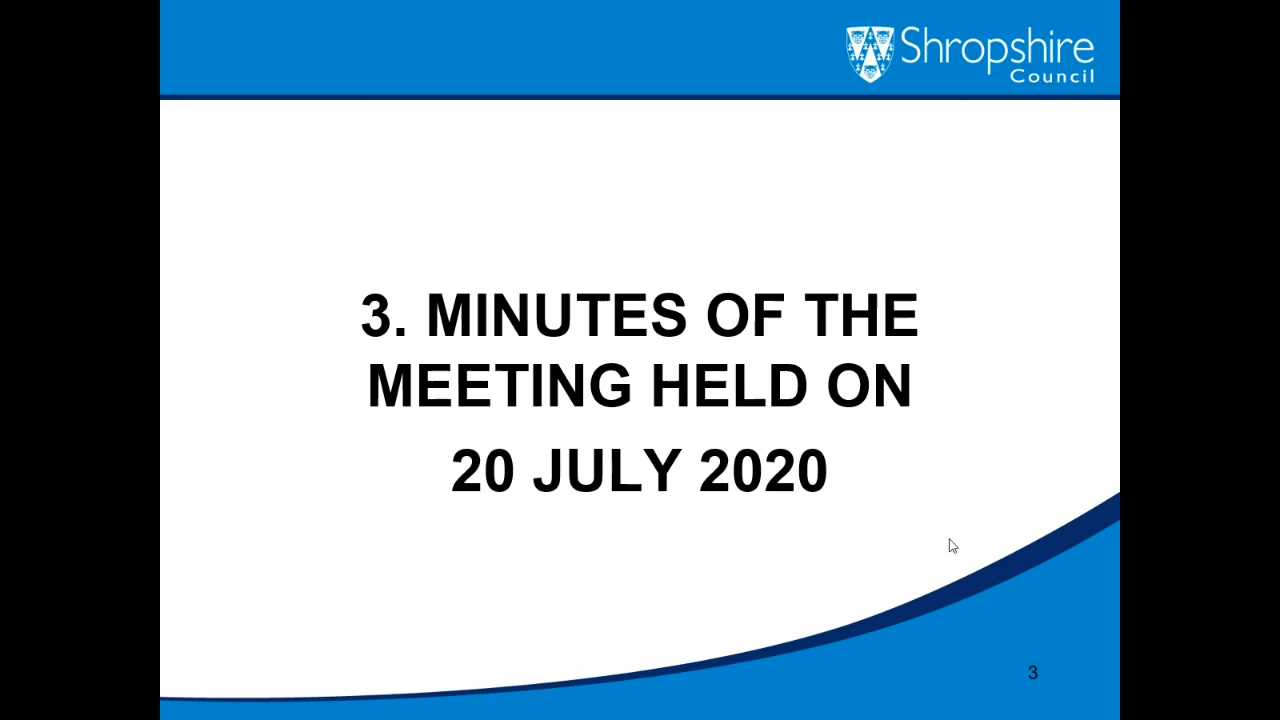 Shropshire
Council
3. MINUTES OF THE
MEETING HELD ON
20 JULY 2020
3